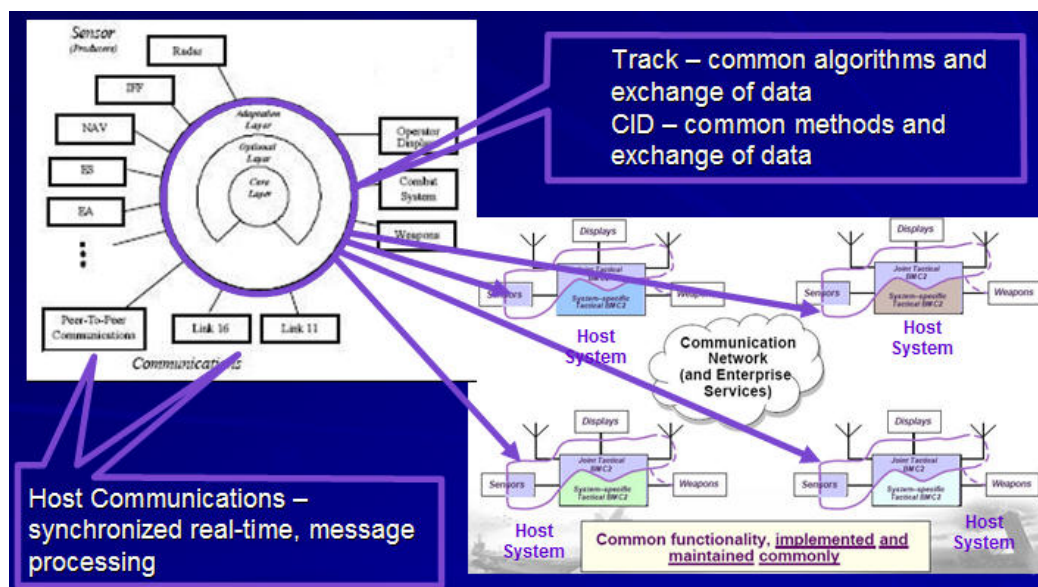 Sensor
(Producers)
Radar
IFF
NAV
ES
EA
Peer-To-Peer
Communications
Link 16
Link 11
Communications
Adaptation
Layer
Optional
Layer
Core
Layer
Operator
Displays
Combat
System
Weapons
Track – common algorithms and
exchange of data
CID – common methods and
exchange of data
Host Communications –
synchronized real-time, message
processing
Displays
Joint Tactical
BMC2
System-specific
Tactical BMC2
Sensors
Weapons
Host
System
Displays
Joint Tactical
BMC2
System-specific
Tactical BMC2
Sensors
Weapons
Host
System
Communication
Network
(and Enterprise
Services)
Displays
Joint Tactical
BMC2
System-specific
Tactical BMC2
Sensors
Weapons
Host
System
Displays
Joint Tactical
BMC2
System-specific
Tactical BMC2
Sensors
Weapons
Host
System
Common functionality, implemented and
maintained commonly